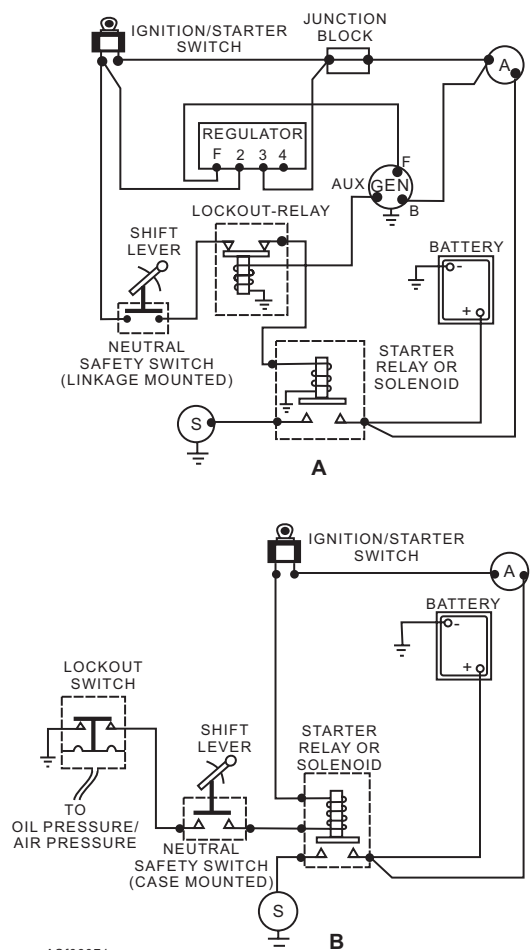 IGNITION/STARTER
SWITCH
JUNCTION
BLOCK
A
REGULATOR
F 2 3 4
F
AUX GEN
B
LOCKOUT-RELAY
SHIFT
LEVER
BATTERY
-
+
NEUTRAL
SAFETY SWITCH
(LINKAGE MOUNTED)
STARTER
RELAY OR
SOLENOID
S
A
IGNITION/STARTER
SWITCH
A
BATTERY
-
+
LOCKOUT
SWITCH
SHIFT
LEVER
STARTER
RELAY OR
SOLENOID
TO
OIL PRESSURE/
AIR PRESSURE
NEUTRAL
SAFETY SWITCH
(CASE MOUNTED)
S
B